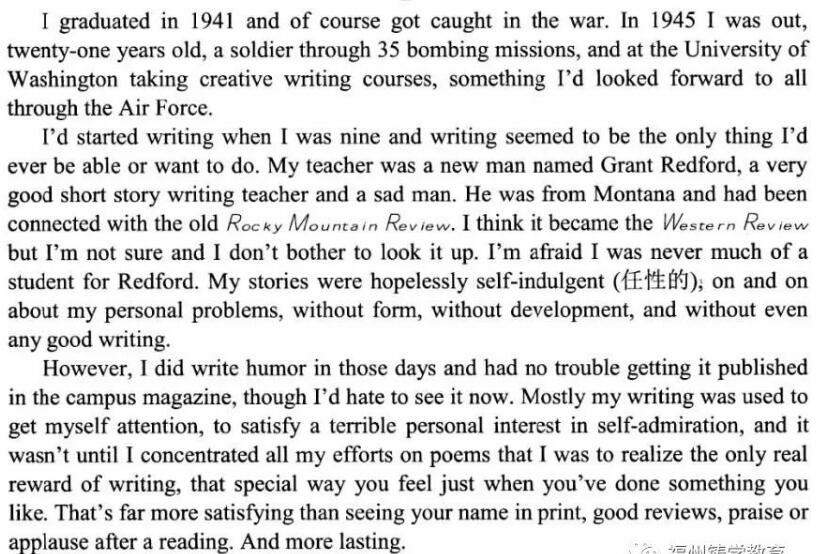 I graduated in 1941 and of course got caught in the war. In 1945 I was out,
twenty-one years old, a soldier through 35 bombing missions, and at the University of
Washington taking creative writing courses, something I'd looked forward to all
through the Air Force.
I'd started writing when I was nine and writing seemed to be the only thing I'd
ever be able or want to do. My teacher was a new man named Grant Redford, a very
good short story writing teacher and a sad man. He was from Montana and had been
connected with the old Rocky Mountain Review. I think it became the Western Review
but I'm not sure and I don't bother to look it up. I'm afraid I was never much of a
student for Redford. My stories were hopelessly self-indulgent (任性的); on and on
about my personal problems, without form, without development, and without even
any good writing.
However, I did write humor in those days and had no trouble getting it published
in the campus magazine, though I'd hate to see it now. Mostly my writing was used to
get myself attention, to satisfy a terrible personal interest in self-admiration, and it
wasn't until I concentrated all my efforts on poems that I was to realize the only real
reward of writing, that special way you feel just when you've done something you
like. That's far more satisfying than seeing your name in print, good reviews, praise or
applause after a reading. And more lasting.